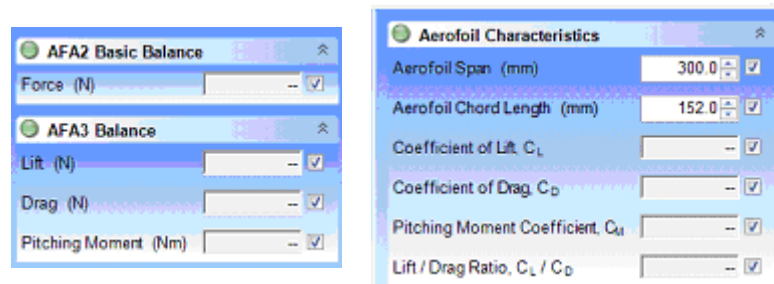 AFA2 Basic Balance
Force (N) --
AFA3 Balance
Lift (N) --
Drag (N) --
Pitching Moment (Nm) --
Aerofoil Characteristics
Aerofoil Span (mm) 300.0
Aerofoil Chord Length (mm) 152.0
Coefficient of Lift, CL --
Coefficient of Drag, CD --
Pitching Moment Coefficient, CM --
Lift / Drag Ratio, CL / CD --